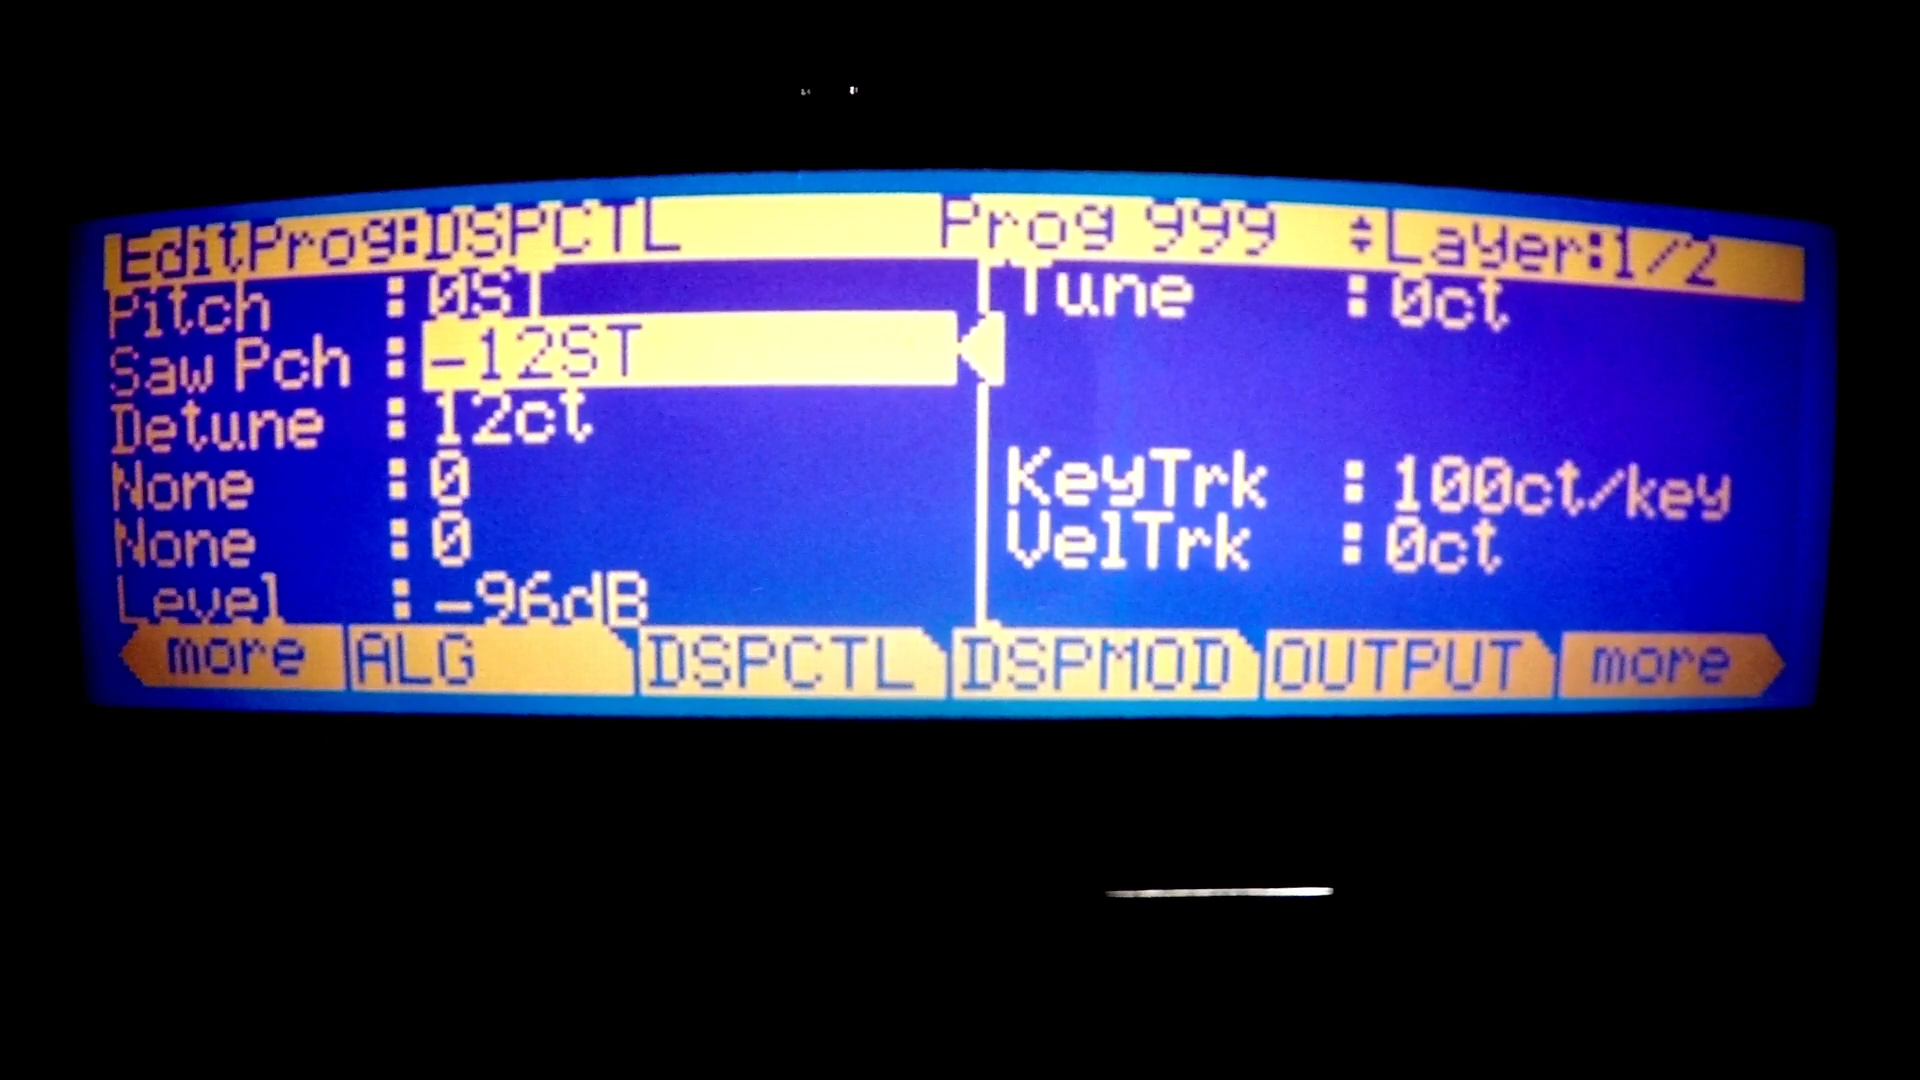 EditProg:DSPCTL Prog 999 Layer:1/2
Pitch : 0ST Tune : 0ct
Saw Pch : -12ST
Detune : 12ct
None : 0 KeyTrk : 100ct/key
None : 0 VelTrk : 0ct
Level : -96dB
more ALG DSPCTL DSPMOD OUTPUT more